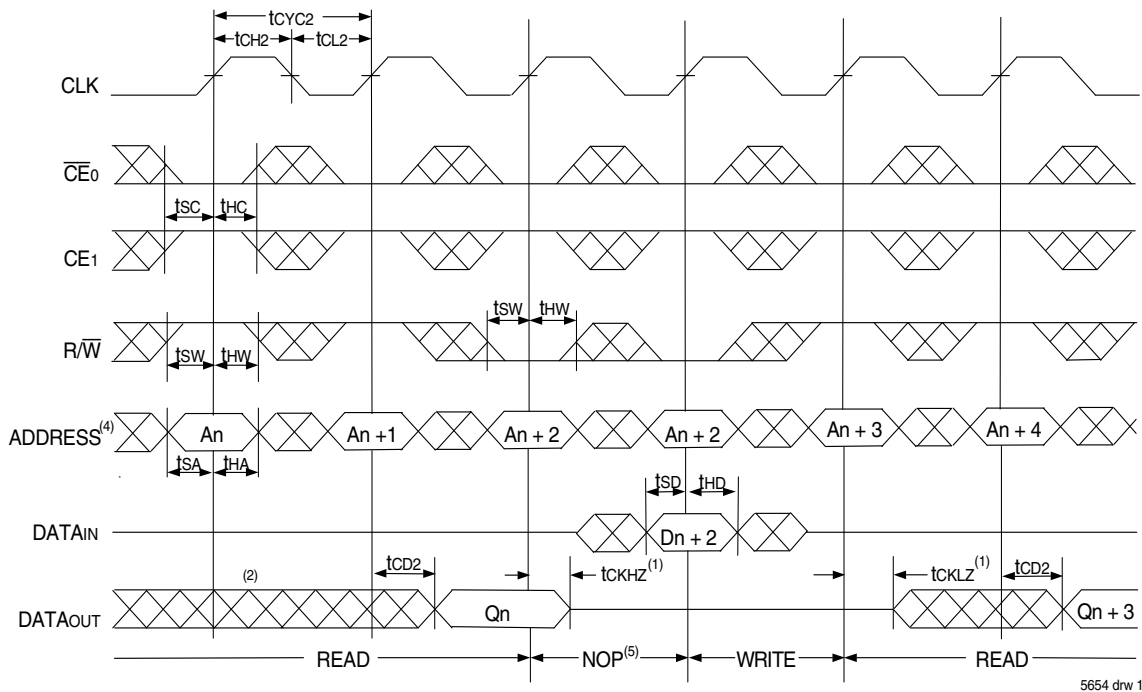 tCYC2
tCH2 tCL2
CLK
CE0
tSC tHC
CE1
tSW tHW
R/W
tSW tHW
ADDRESS(4) An An +1 An + 2 An + 2 An + 3 An + 4
tSA tHA
tSD tHD
DATAIN Dn + 2
tCD2 tCKHZ(1) tCKLZ(1) tCD2
(2)
DATAOUT Qn Qn + 3
READ NOP(5) WRITE READ
5654 drw 1